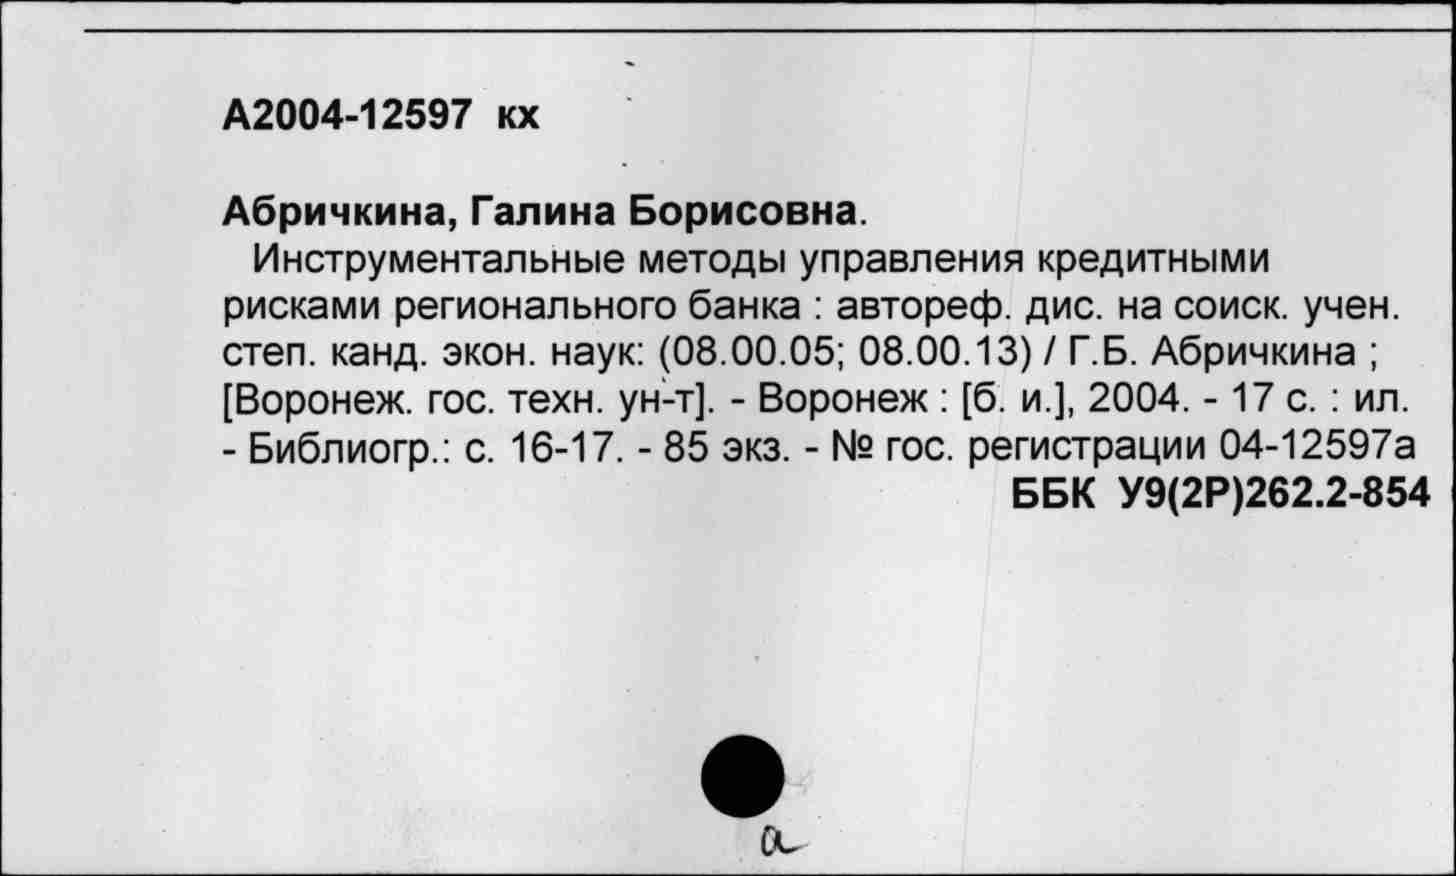 А2004-12597 кх
Абричкина, Галина Борисовна.
Инструментальные методы управления кредитными
рисками регионального банка : автореф. дис. на соиск. учен.
степ. канд. экон. наук: (08.00.05; 08.00.13) / Г.Б. Абричкина ;
[Воронеж. гос. техн. ун-т]. - Воронеж : [б. и.], 2004. - 17 с. : ил.
- Библиогр.: с. 16-17. - 85 экз. - № гос. регистрации 04-12597а
ББК У9(2Р)262.2-854
а